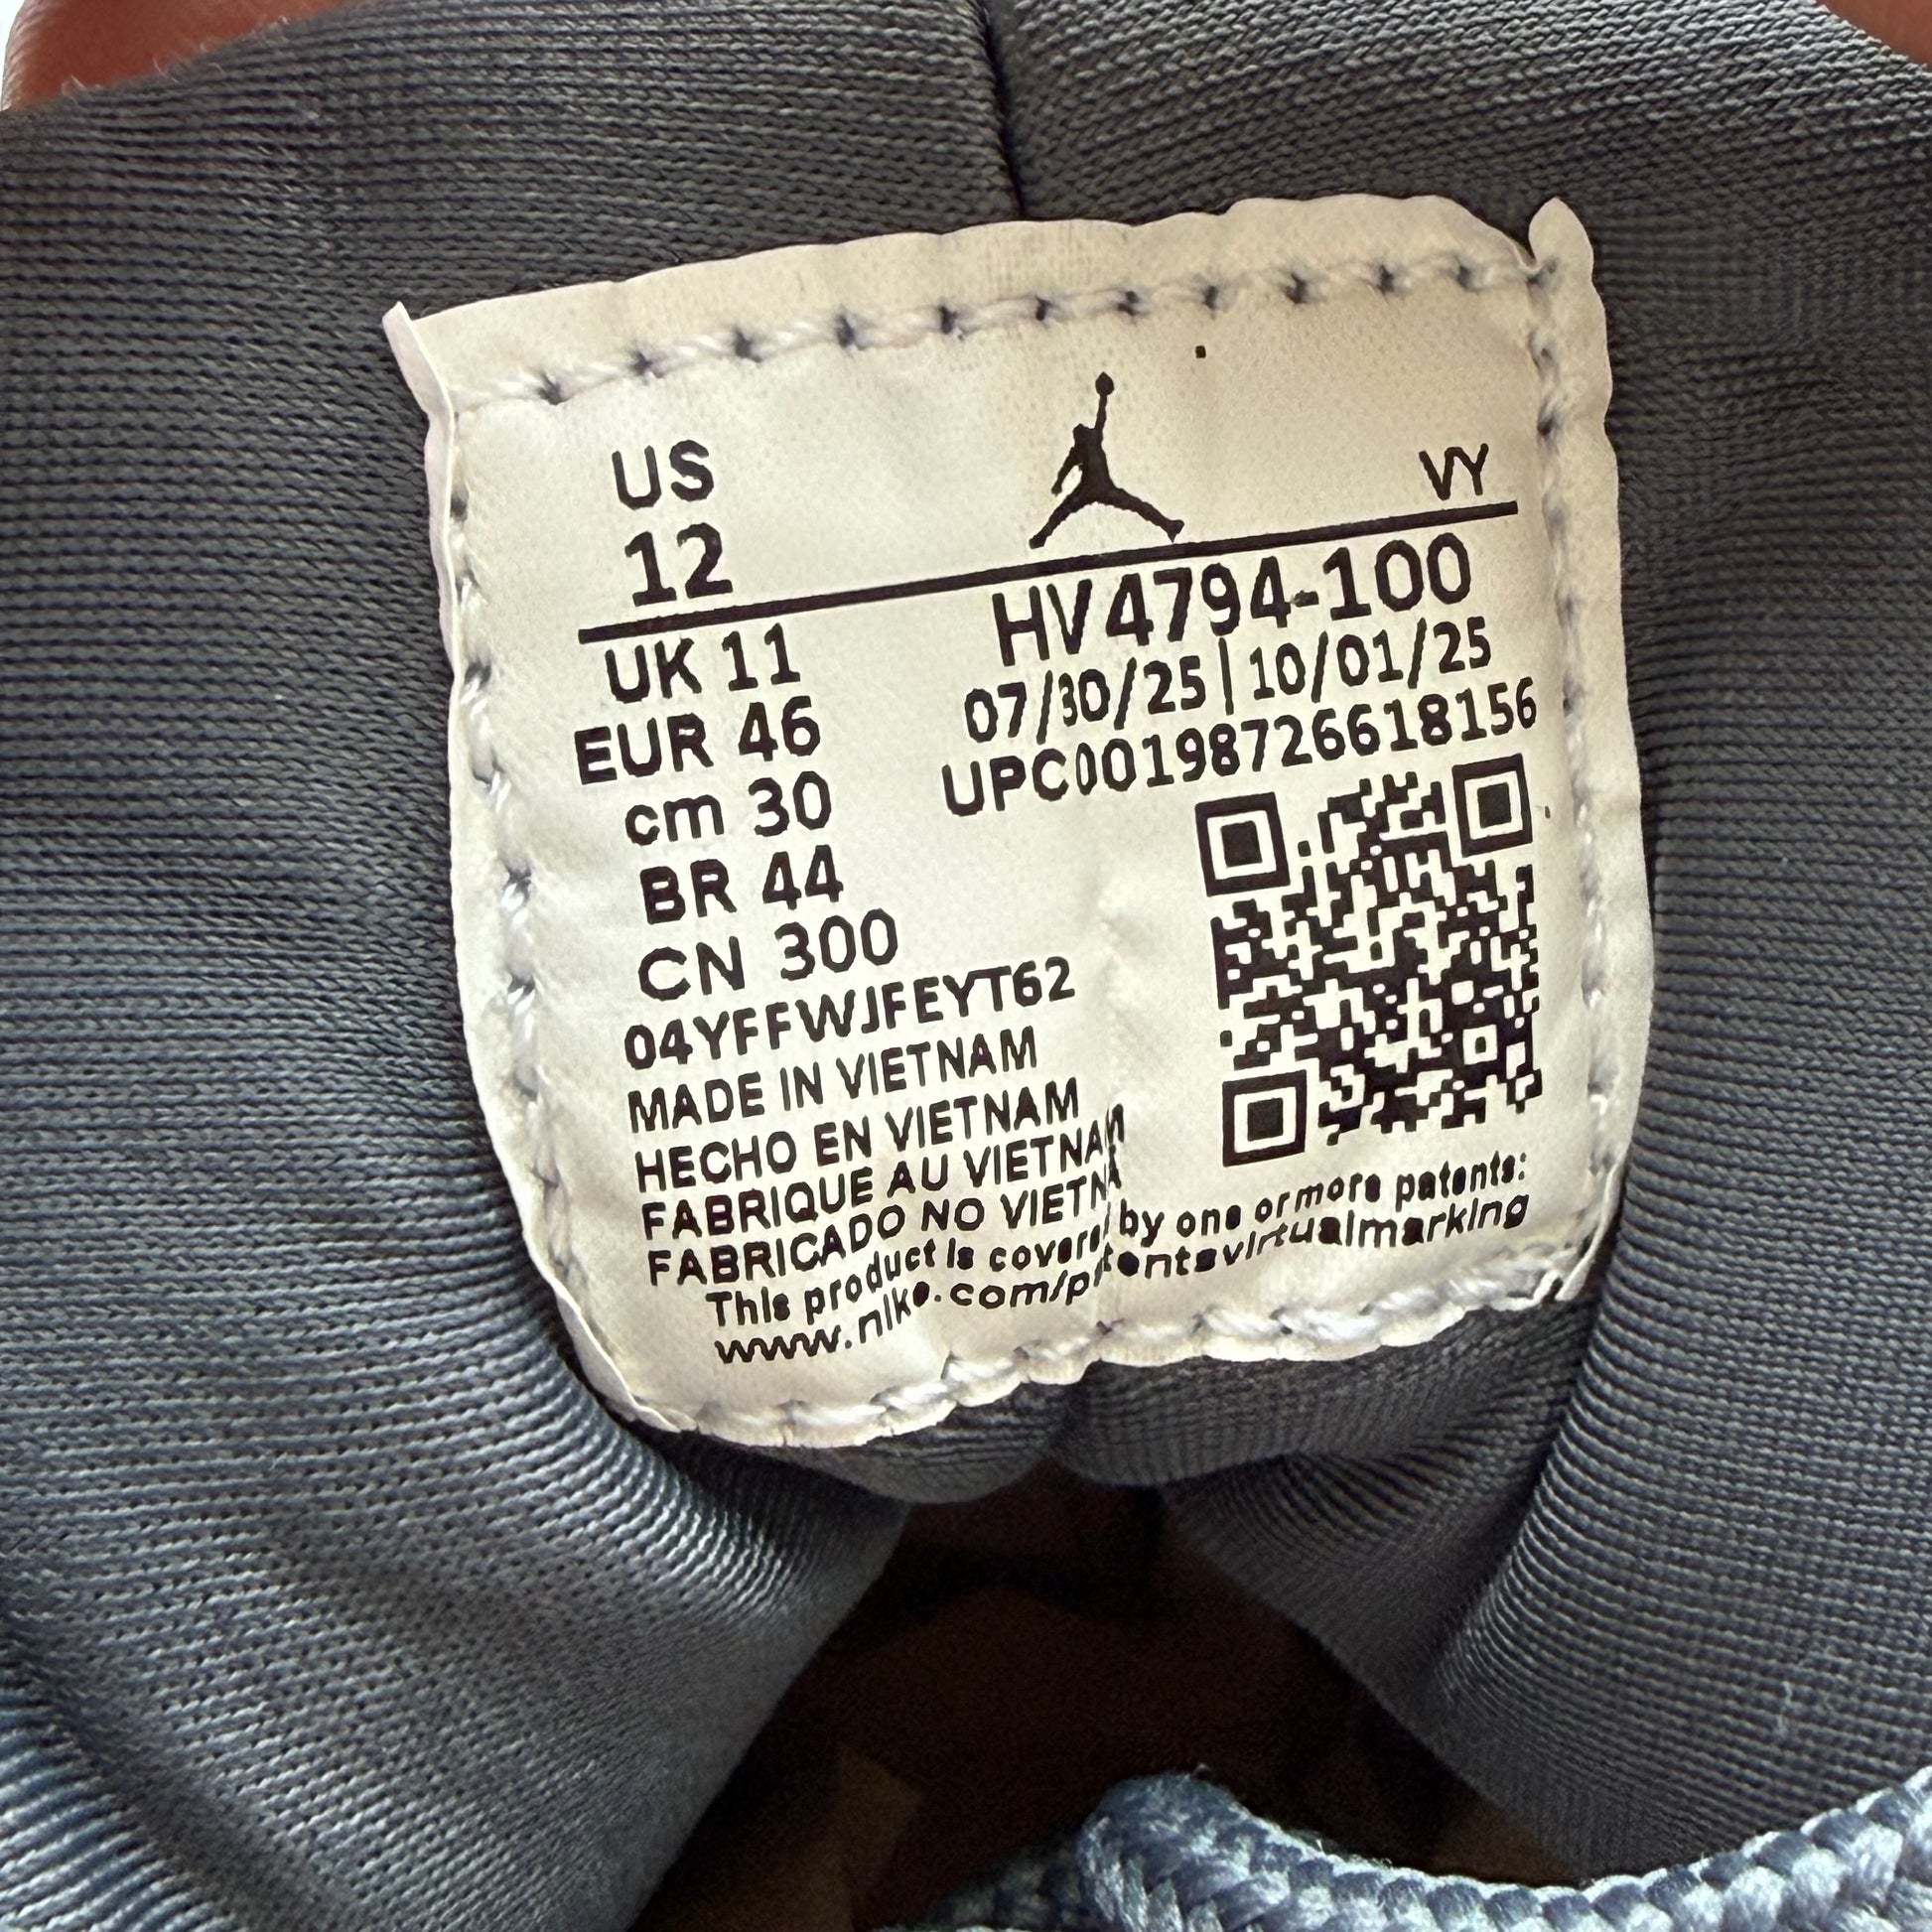 US
12
VY
UK 11
EUR 46
cm 30
BR 44
CN 300
HV4794-100
07/30/25|10/01/25
UPC00198726618156
04YFFWJFEYT62
MADE IN VIETNAM
HECHO EN VIETNAM
FABRIQUE AU VIETNAM
FABRICADO NO VIETNA
This product is covered by one or more patents:
www.nike.com/patentsvirtualmarking